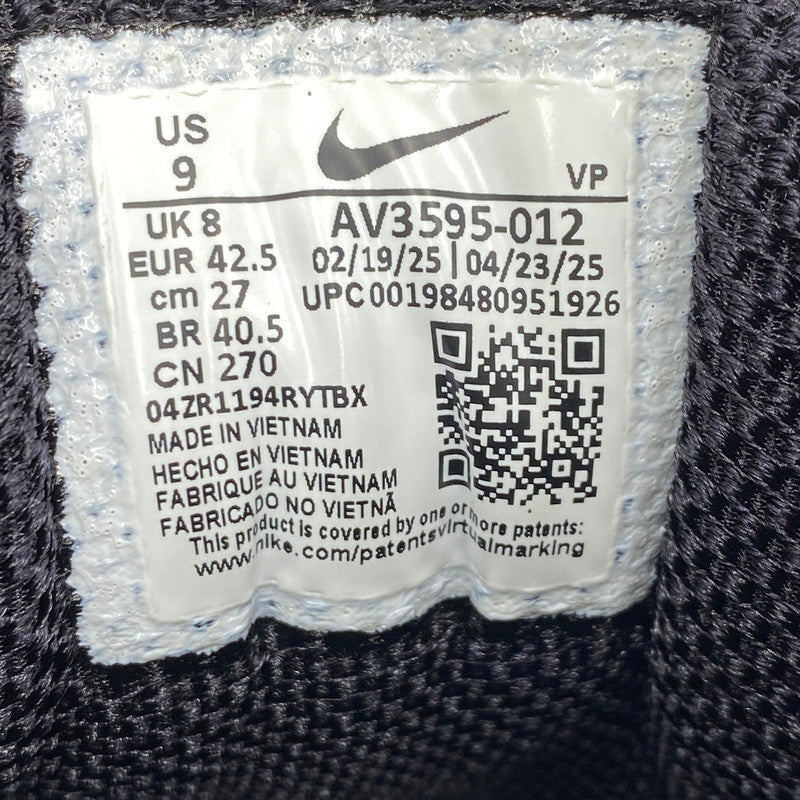 US
9
VP
UK 8
AV3595-012
EUR 42.5
02/19/25 | 04/23/25
cm 27
UPC 00198480951926
BR 40.5
CN 270
04ZR1194RYTBX
MADE IN VIETNAM
HECHO EN VIETNAM
FABRIQUE AU VIETNAM
FABRICADO NO VIETNÃ
This product is covered by one or more patents:
www.nike.com/patentsvirtualmarking